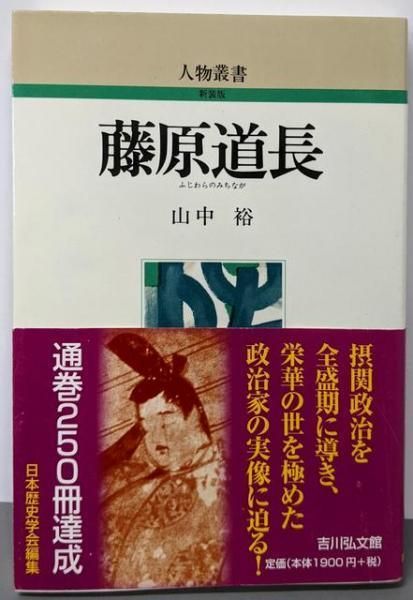 人物叢書
新装版
藤原道長
ふじわらのみちなが
山中 裕
摂関政治を
全盛期に導き、
栄華の世を極めた
政治家の実像に迫る!
通巻250冊達成
日本歴史学会編集
吉川弘文館
定価(本体1900円+税)